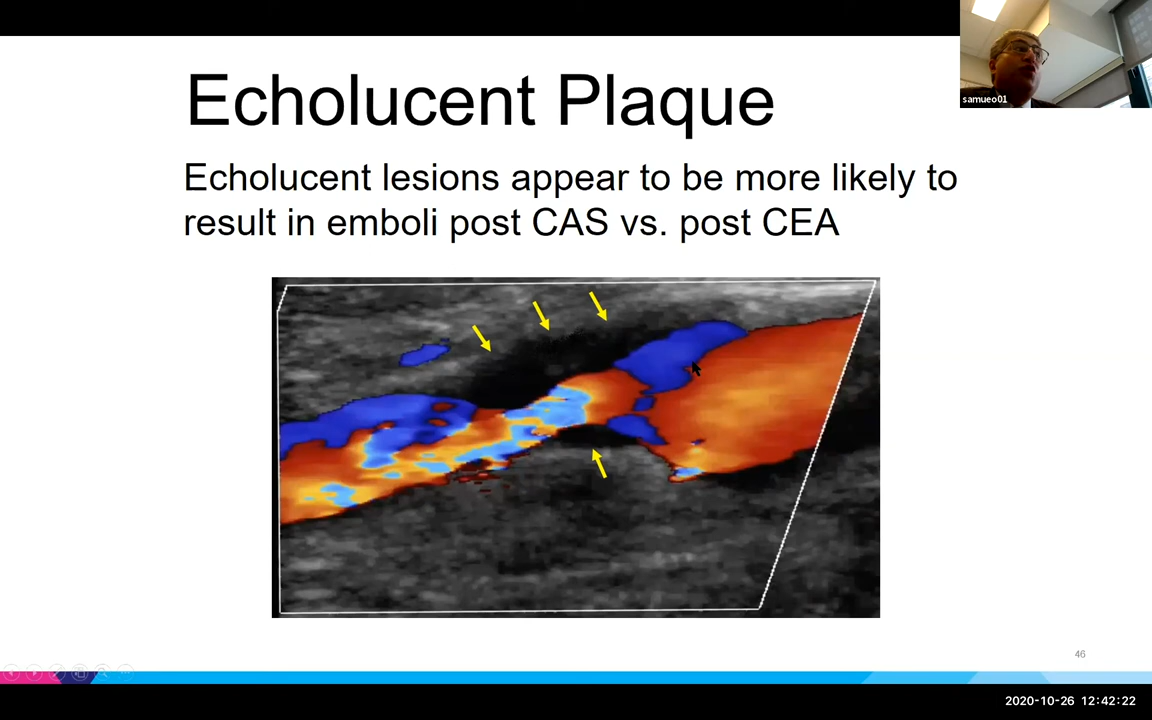 Echolucent Plaque
samueo01
Echolucent lesions appear to be more likely to
result in emboli post CAS vs. post CEA
46
2020-10-26 12:42:22